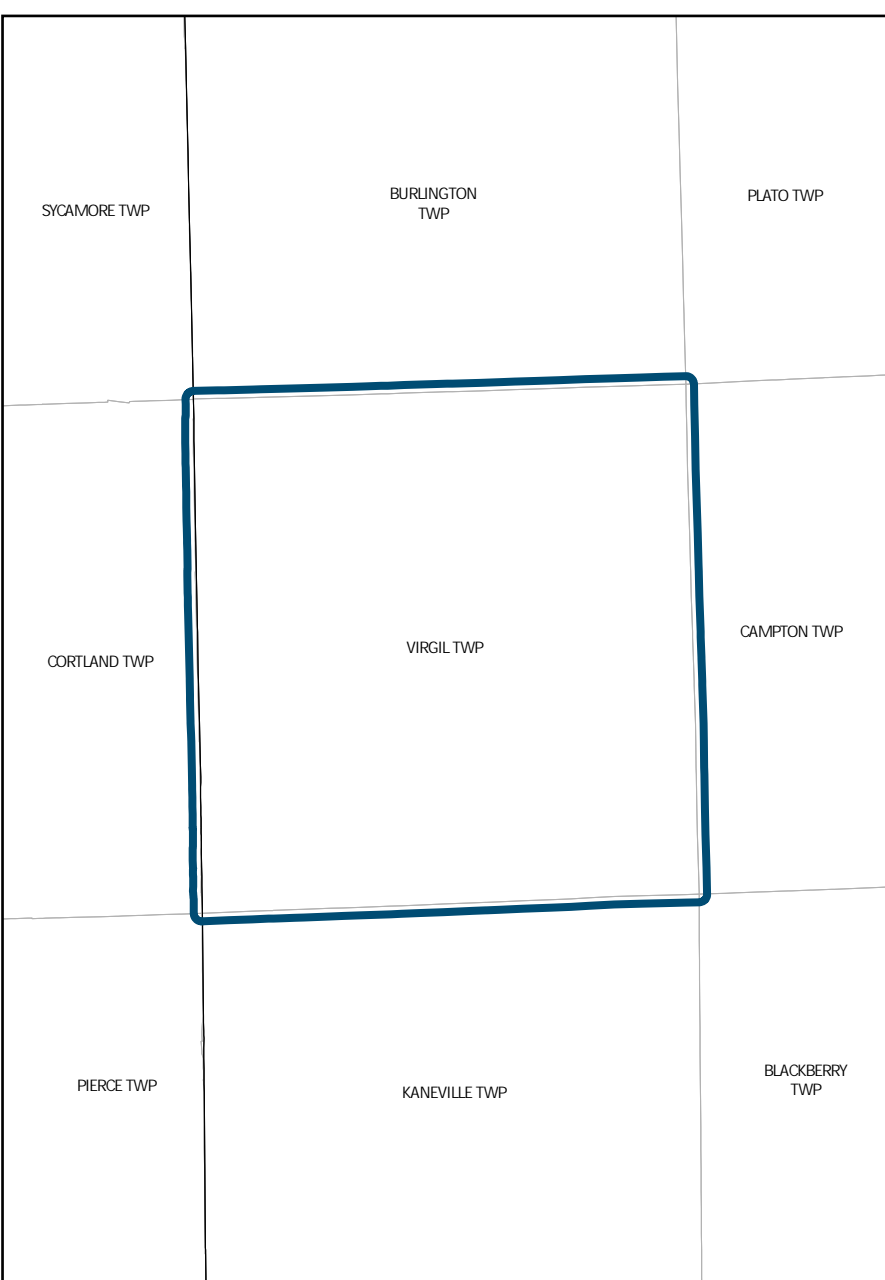 SYCAMORE TWP
BURLINGTON
TWP
PLATO TWP
CORTLAND TWP
VIRGIL TWP
CAMPTON TWP
PIERCE TWP
KANEVILLE TWP
BLACKBERRY
TWP